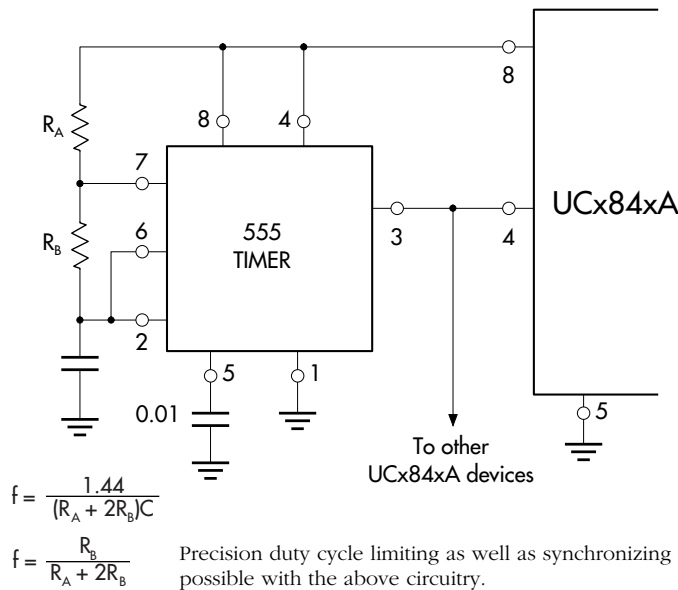 8
R_A
8
4
7
UCx84xA
R_B
6
555
TIMER
3
4
2
5
1
0.01
5
To other
UCx84xA devices
f = 1.44 / (R_A + 2R_B)C
f = R_B / R_A + 2R_B
Precision duty cycle limiting as well as synchronizing
possible with the above circuitry.